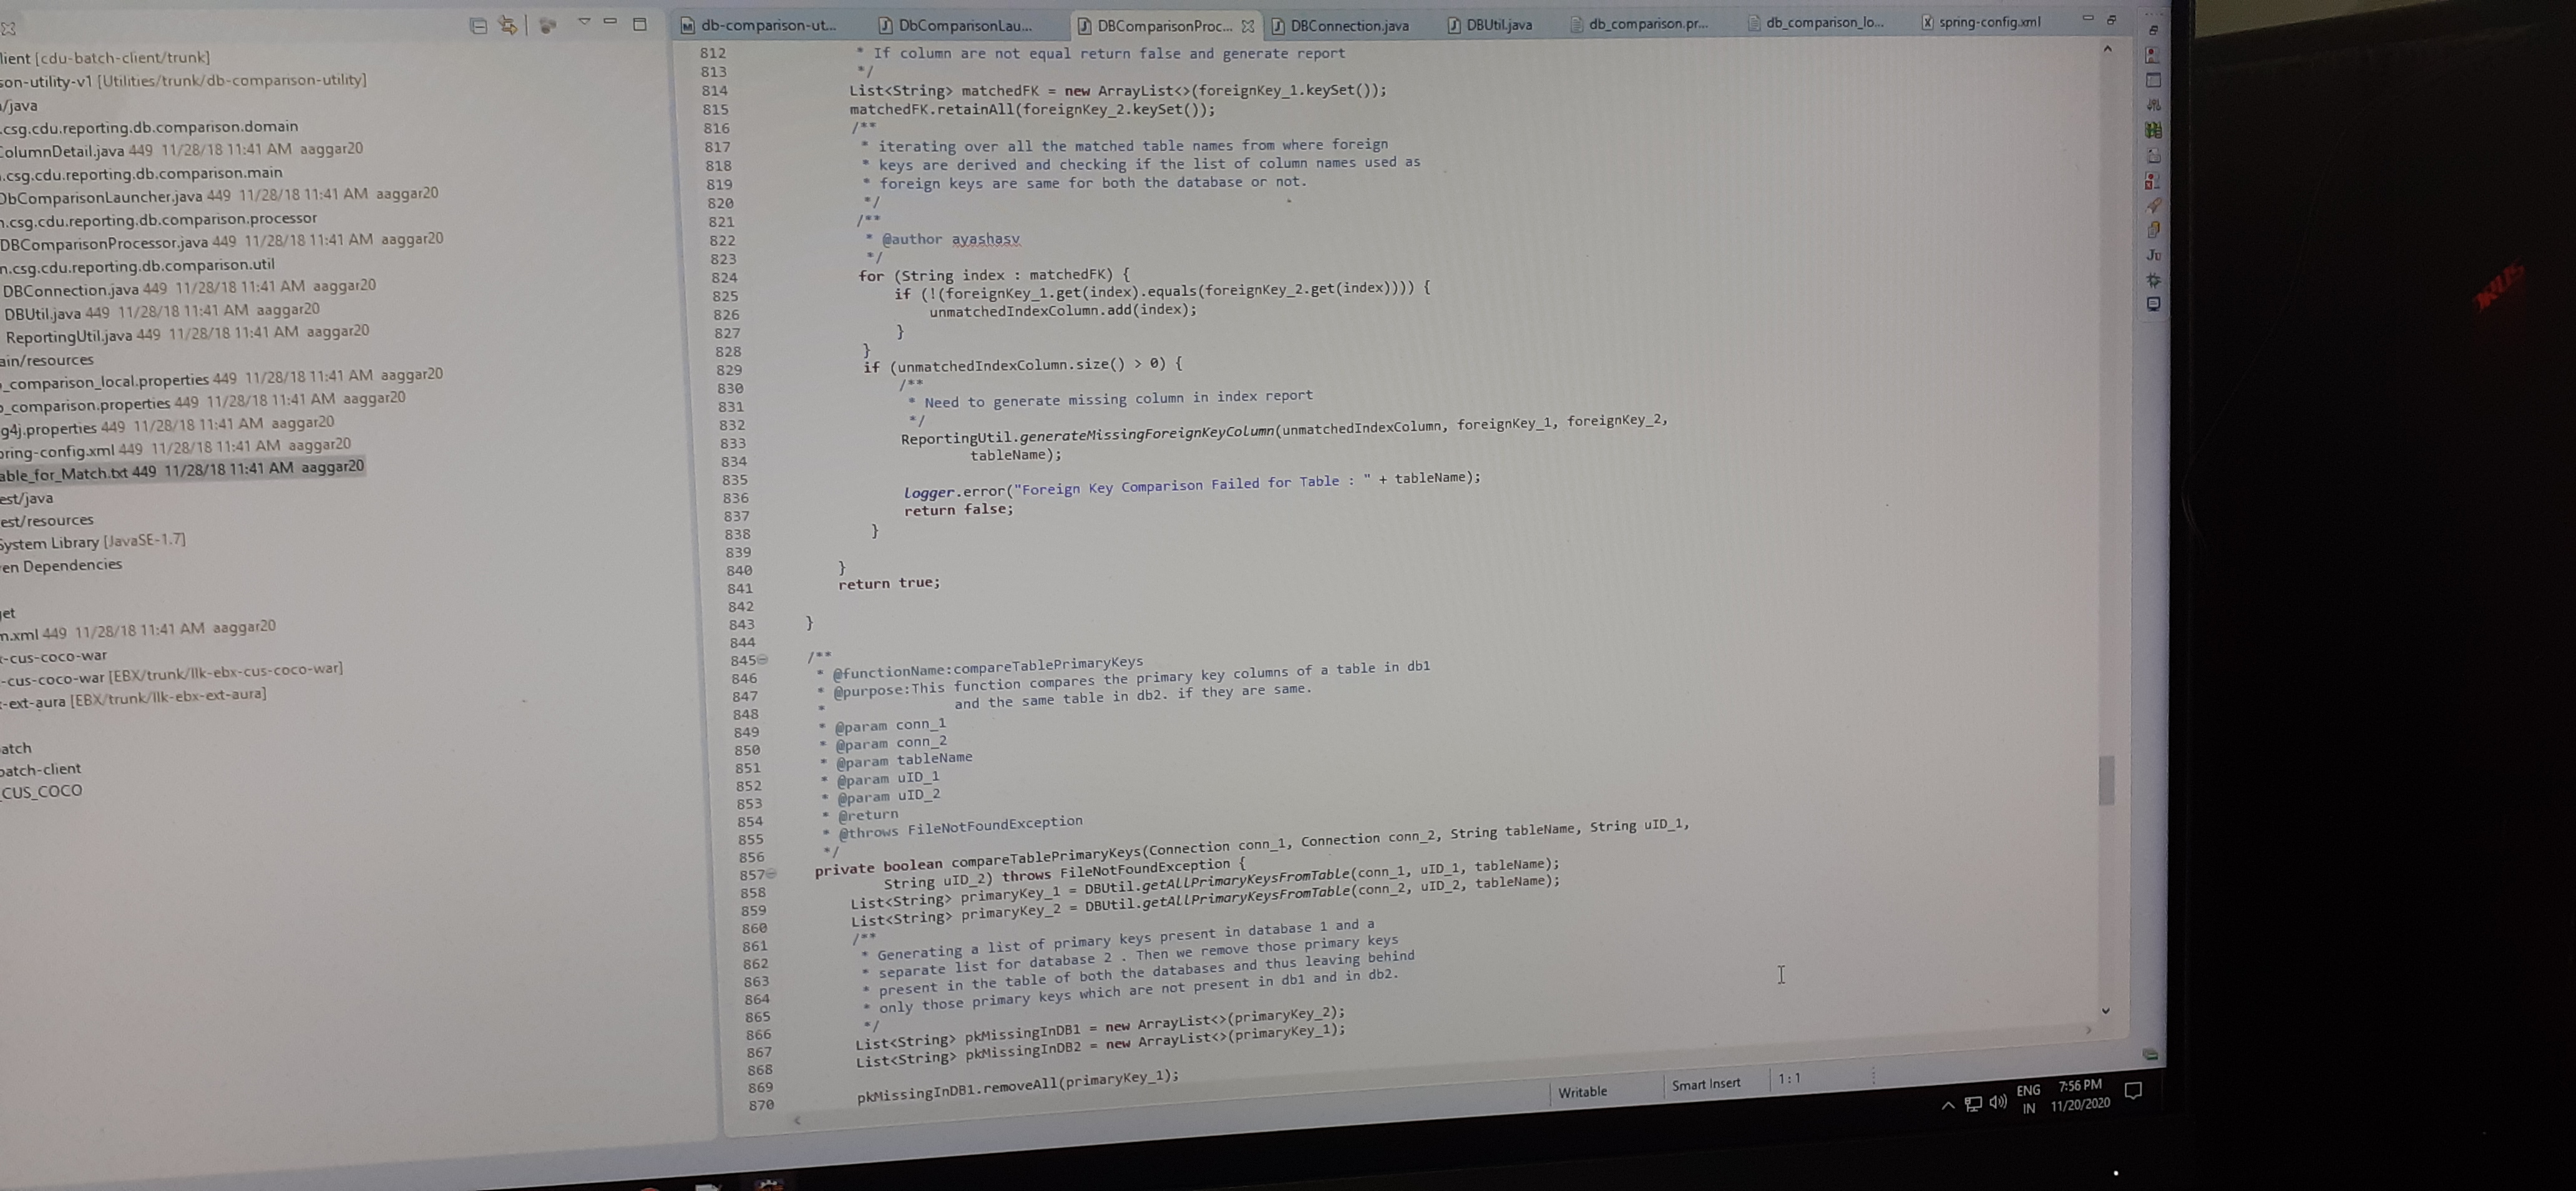 lient [cdu-batch-client/trunk]
son-utility-v1 [Utilities/trunk/db-comparison-utility]
/java
.csg.cdu.reporting.db.comparison.domain
ColumnDetail.java 449 11/28/18 11:41 AM aaggar20
.csg.cdu.reporting.db.comparison.main
DbComparisonLauncher.java 449 11/28/18 11:41 AM aaggar20
n.csg.cdu.reporting.db.comparison.processor
DBComparisonProcessor.java 449 11/28/18 11:41 AM aaggar20
n.csg.cdu.reporting.db.comparison.util
DBConnection.java 449 11/28/18 11:41 AM aaggar20
DBUtil.java 449 11/28/18 11:41 AM aaggar20
ReportingUtil.java 449 11/28/18 11:41 AM aaggar20
ain/resources
_comparison_local.properties 449 11/28/18 11:41 AM aaggar20
o_comparison.properties 449 11/28/18 11:41 AM aaggar20
g4j.properties 449 11/28/18 11:41 AM aaggar20
pring-config.xml 449 11/28/18 11:41 AM aaggar20
able_for_Match.txt 449 11/28/18 11:41 AM aaggar20
est/java
est/resources
System Library [JavaSE-1.7]
en Dependencies
get
m.xml 449 11/28/18 11:41 AM aaggar20
-cus-coco-war
-cus-coco-war [EBX/trunk/llk-ebx-cus-coco-war]
-ext-aura [EBX/trunk/llk-ebx-ext-aura]
atch
batch-client
CUS_COCO
db-comparison-ut... DbComparisonLau... DBComparisonProc... DBConnection.java DBUtil.java db_comparison.pr... db_comparison_lo... spring-config.xml
812 * If column are not equal return false and generate report
813 */
814 List<String> matchedFK = new ArrayList<>(foreignKey_1.keySet());
815 matchedFK.retainAll(foreignKey_2.keySet());
816 /**
817 * iterating over all the matched table names from where foreign
818 * keys are derived and checking if the list of column names used as
819 * foreign keys are same for both the database or not.
820 */
821 /**
822 * @author ayashasv
823 */
824 for (String index : matchedFK) {
825 if (!(foreignKey_1.get(index).equals(foreignKey_2.get(index)))) {
826 unmatchedIndexColumn.add(index);
827 }
828 }
829 if (unmatchedIndexColumn.size() > 0) {
830 /**
831 * Need to generate missing column in index report
832 */
833 ReportingUtil.generateMissingForeignKeyColumn(unmatchedIndexColumn, foreignKey_1, foreignKey_2,
834 tableName);
835
836 logger.error("Foreign Key Comparison Failed for Table : " + tableName);
837 return false;
838 }
839
840 }
841 return true;
842
843 }
844
845 /**
846 * @functionName:compareTablePrimaryKeys
847 * @purpose:This function compares the primary key columns of a table in db1
848 * and the same table in db2. if they are same.
849 * @param conn_1
850 * @param conn_2
851 * @param tableName
852 * @param uID_1
853 * @param uID_2
854 * @return
855 * @throws FileNotFoundException
856 */
857 private boolean compareTablePrimaryKeys(Connection conn_1, Connection conn_2, String tableName, String uID_1,
858 String uID_2) throws FileNotFoundException {
859 List<String> primaryKey_1 = DBUtil.getALLPrimaryKeysFromTable(conn_1, uID_1, tableName);
860 List<String> primaryKey_2 = DBUtil.getALLPrimaryKeysFromTable(conn_2, uID_2, tableName);
861 /**
862 * Generating a list of primary keys present in database 1 and a
863 * separate list for database 2 . Then we remove those primary keys
864 * present in the table of both the databases and thus leaving behind
865 * only those primary keys which are not present in db1 and in db2.
866 */
867 List<String> pkMissingInDB1 = new ArrayList<>(primaryKey_2);
868 List<String> pkMissingInDB2 = new ArrayList<>(primaryKey_1);
869
870 pkMissingInDB1.removeAll(primaryKey_1);
Ju
Writable Smart Insert 1:1
ENG 7:56 PM
IN 11/20/2020